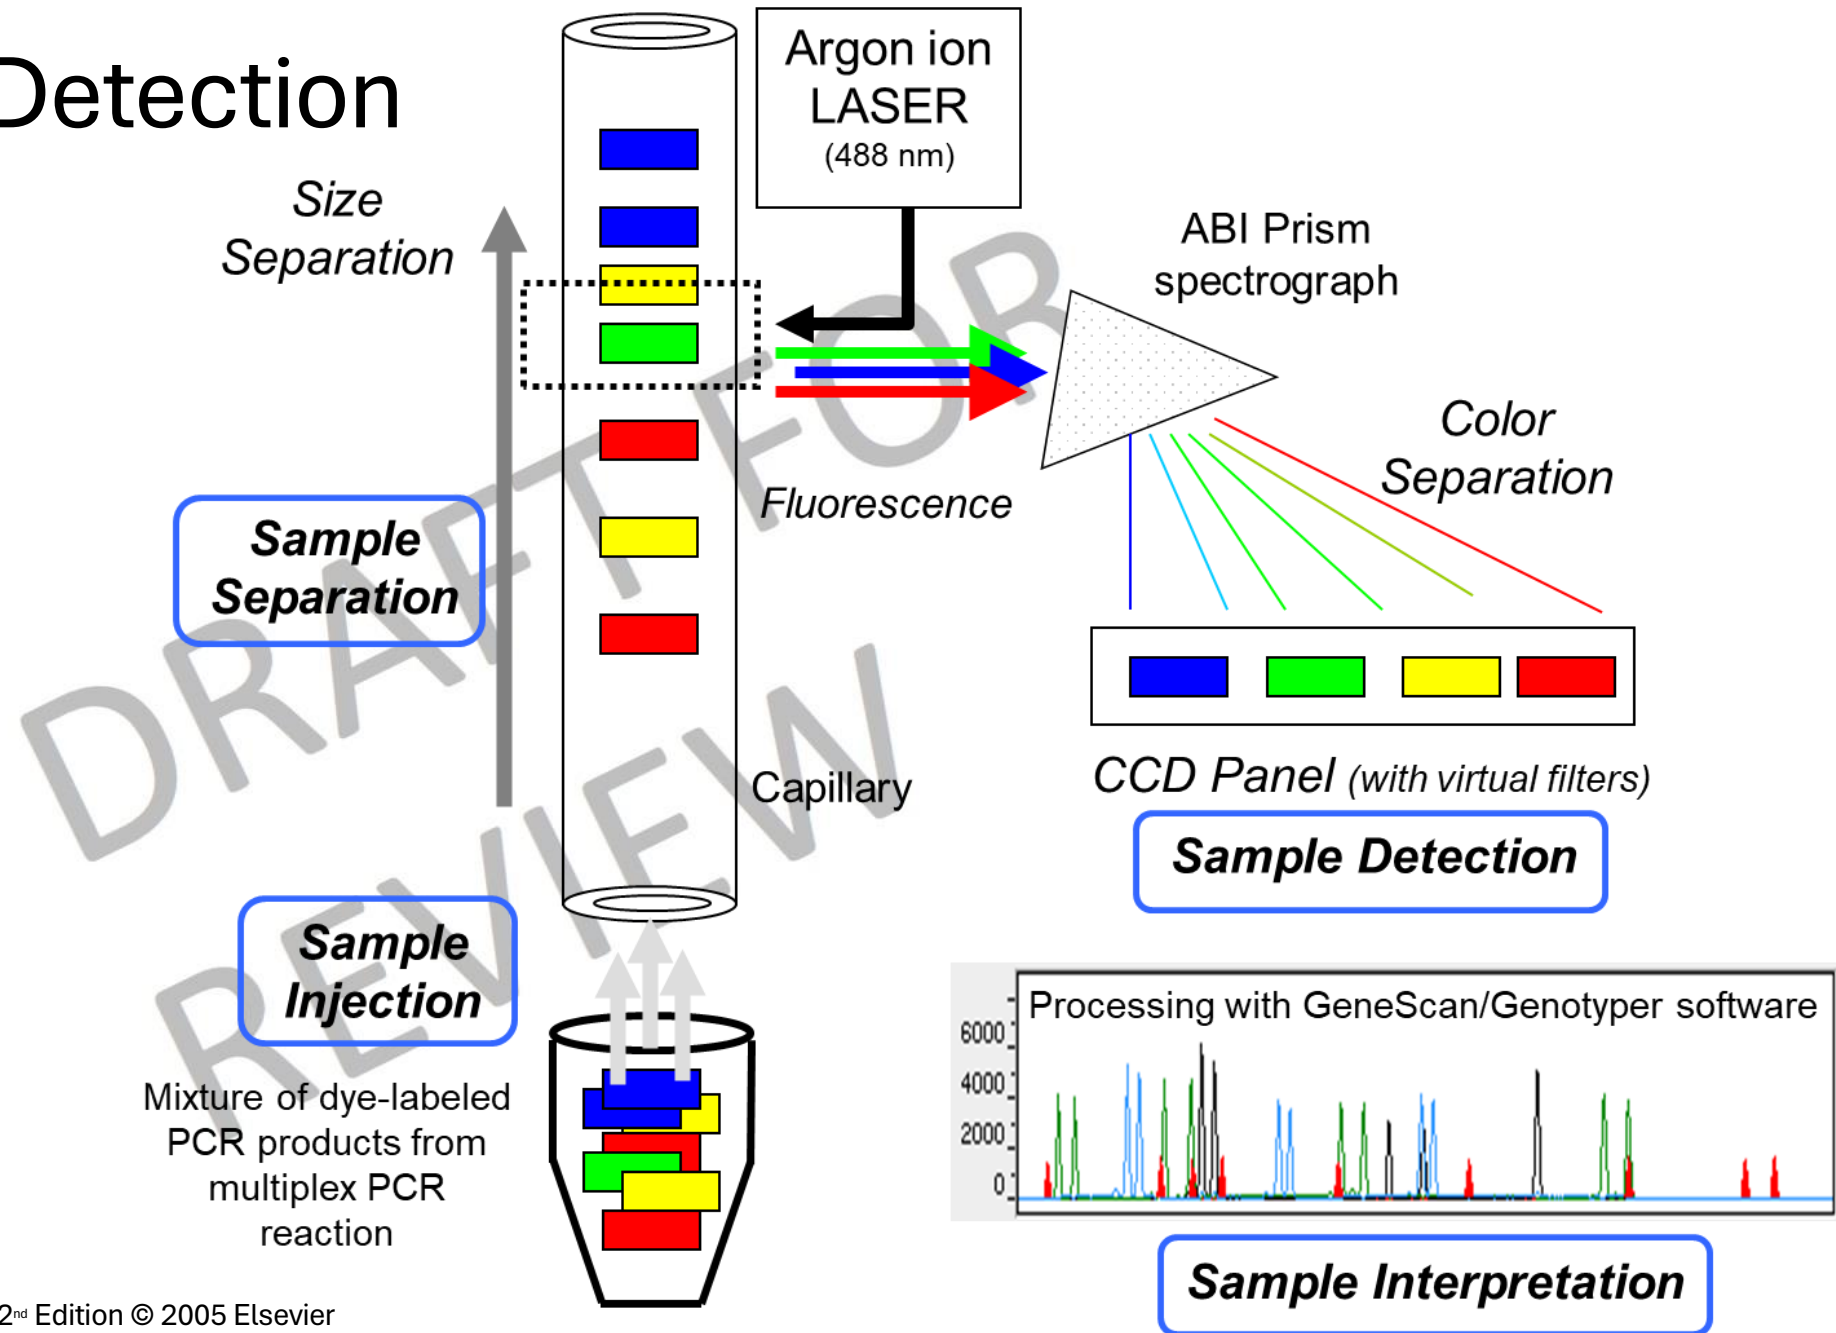 Detection
Argon ion
LASER
(488 nm)
Size
Separation
ABI Prism
spectrograph
Color
Separation
Fluorescence
Sample
Separation
DRAFT FOR
REVIEW
Capillary
CCD Panel (with virtual filters)
Sample Detection
Sample
Injection
Mixture of dye-labeled
PCR products from
multiplex PCR
reaction
Processing with GeneScan/Genotyper software
6000
4000
2000
0
Sample Interpretation
2nd Edition © 2005 Elsevier